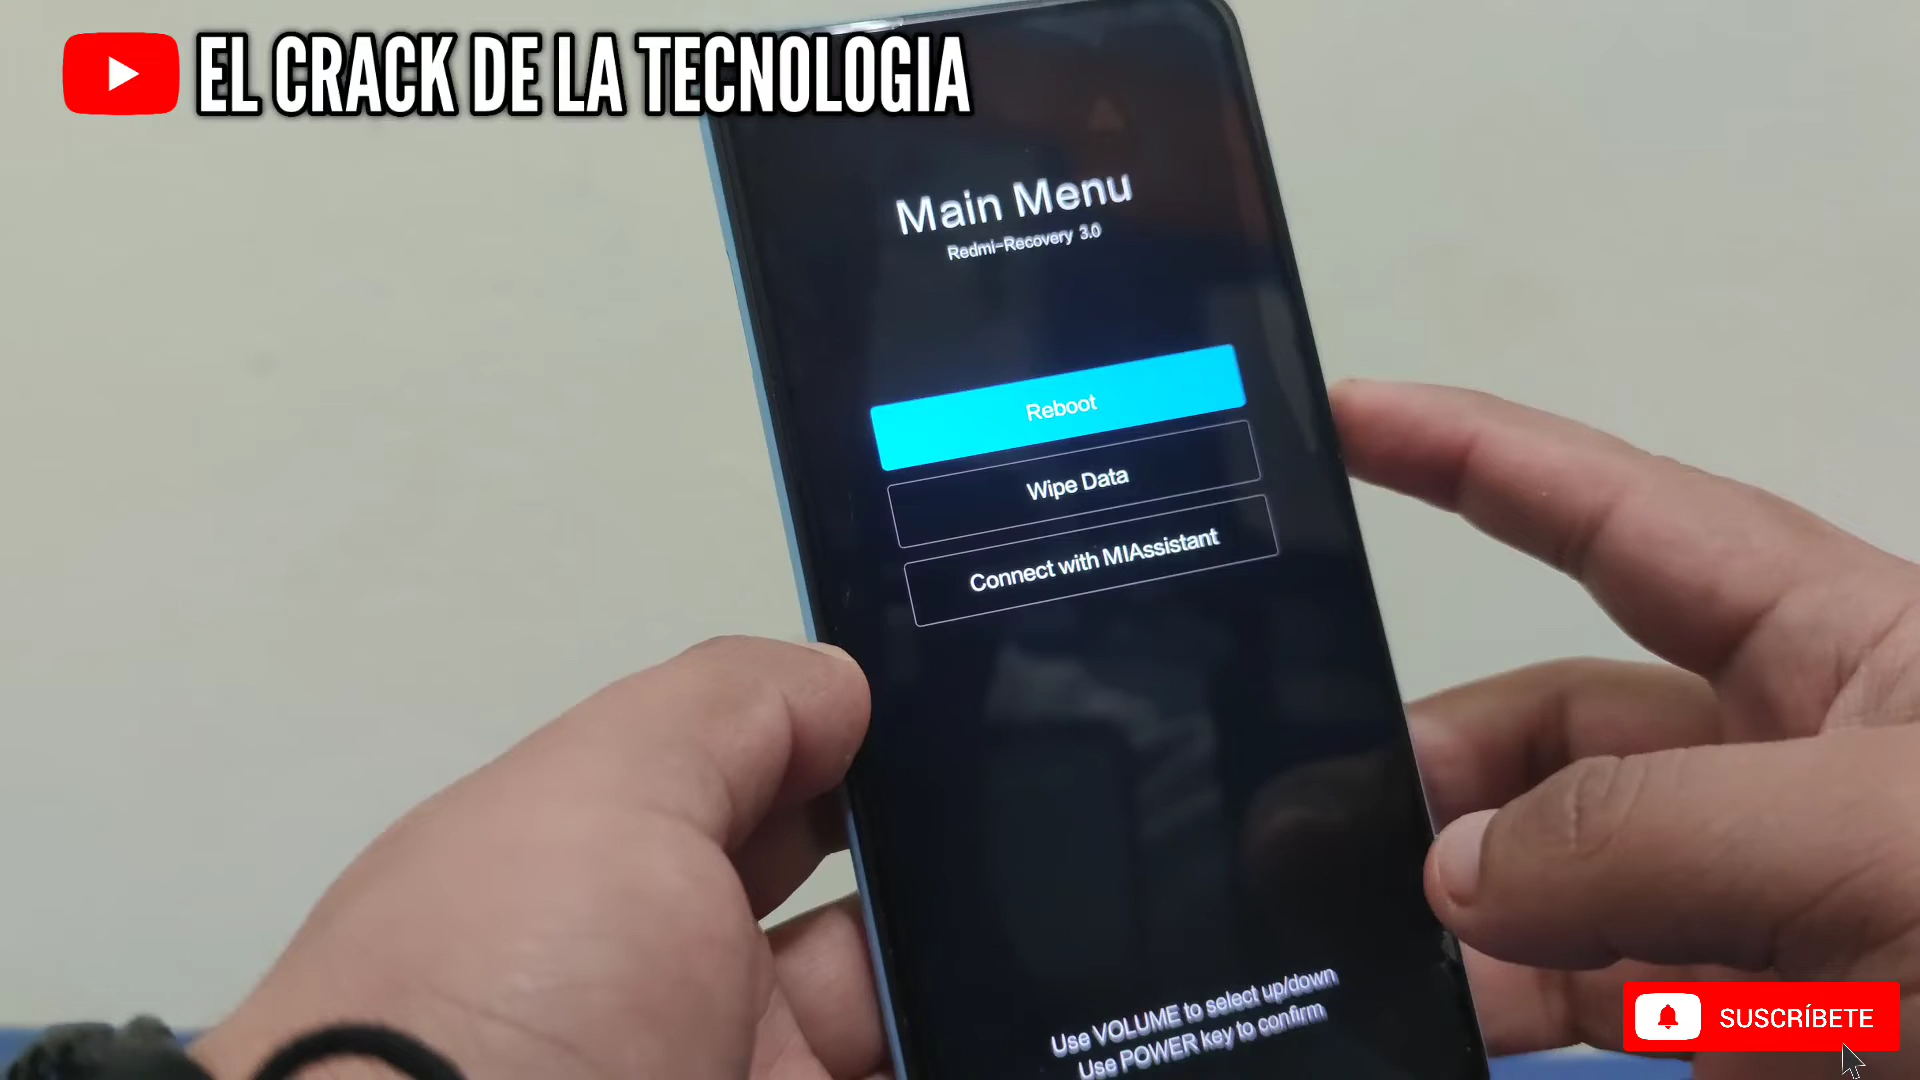 EL CRACK DE LA TECNOLOGIA
Main Menu
Redmi-Recovery 3.0
Reboot
Wipe Data
Connect with MIAssistant
Use VOLUME to select up/down
Use POWER key to confirm
SUSCRÍBETE